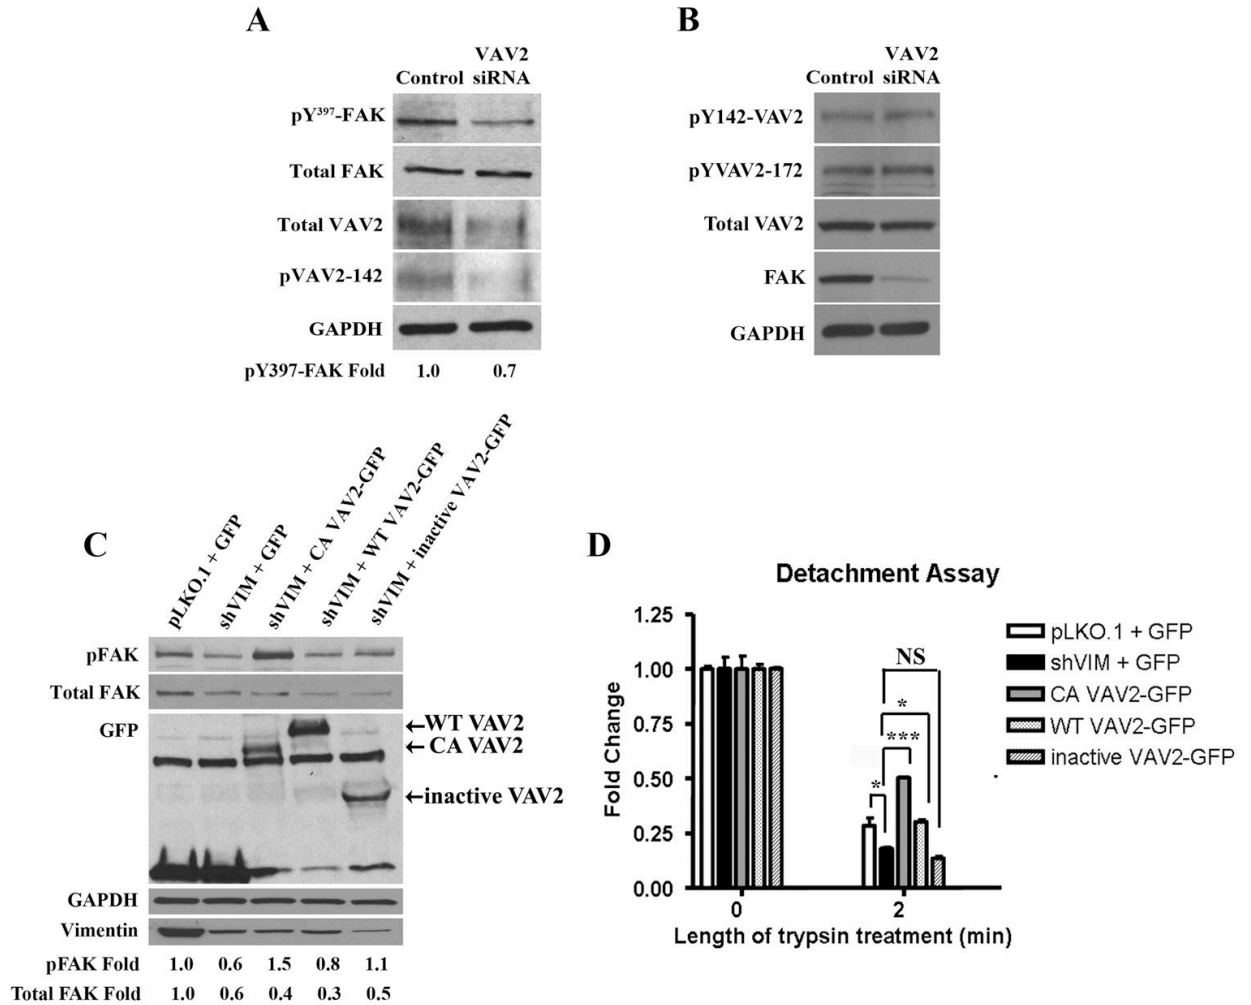 A
VAV2
Control siRNA
pY397-FAK
Total FAK
Total VAV2
pVAV2-142
GAPDH
pY397-FAK Fold 1.0 0.7
B
VAV2
Control siRNA
pY142-VAV2
pYVAV2-172
Total VAV2
FAK
GAPDH
C
pLKO.1 + GFP
shVIM + GFP
shVIM + CA VAV2-GFP
shVIM + WT VAV2-GFP
shVIM + inactive VAV2-GFP
pFAK
Total FAK
GFP
←WT VAV2
←CA VAV2
←inactive VAV2
GAPDH
Vimentin
pFAK Fold 1.0 0.6 1.5 0.8 1.1
Total FAK Fold 1.0 0.6 0.4 0.3 0.5
D
Detachment Assay
Fold Change
1.25
1.00
0.75
0.50
0.25
0.00
NS
*
***
*
0 2
Length of trypsin treatment (min)
pLKO.1 + GFP
shVIM + GFP
CA VAV2-GFP
WT VAV2-GFP
inactive VAV2-GFP